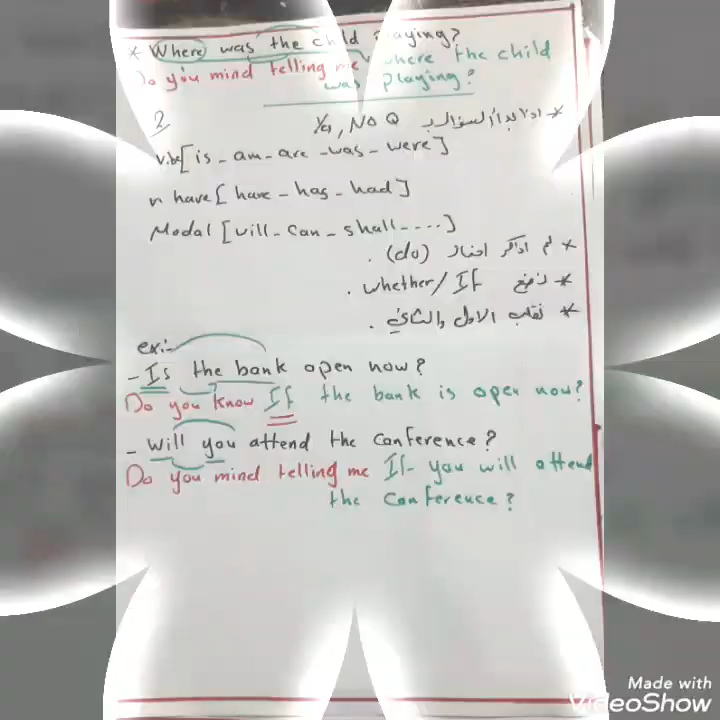 * Where was the child playing?
Do you mind telling me where the child
was playing?
2
* اذا بدأ السؤال بـ Yes, No Q
v.be [is - am - are - was - were]
v have [have - has - had]
Modal [will - can - shall - ....]
* (do) .
* نضع whether / If .
* نقلب الاول والثاني .
ex:-
- Is the bank open now?
Do you know If the bank is open now?
- Will you attend the conference?
Do you mind telling me If you will attend
the Conference?
Made with
VideoShow